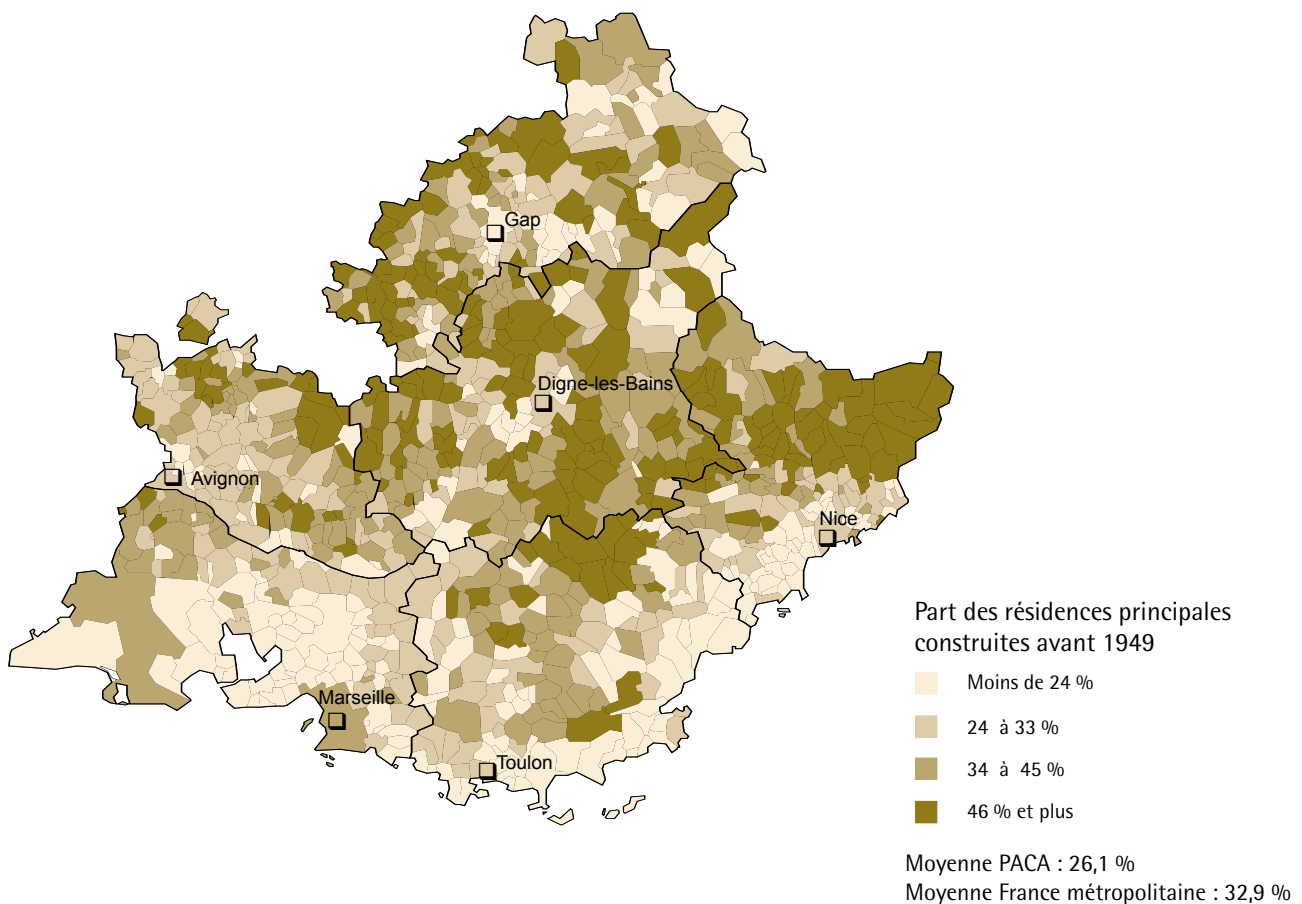 Gap
Digne-les-Bains
Avignon
Nice
Marseille
Toulon
Part des résidences principales
construites avant 1949
Moins de 24 %
24 à 33 %
34 à 45 %
46 % et plus
Moyenne PACA : 26,1 %
Moyenne France métropolitaine : 32,9 %